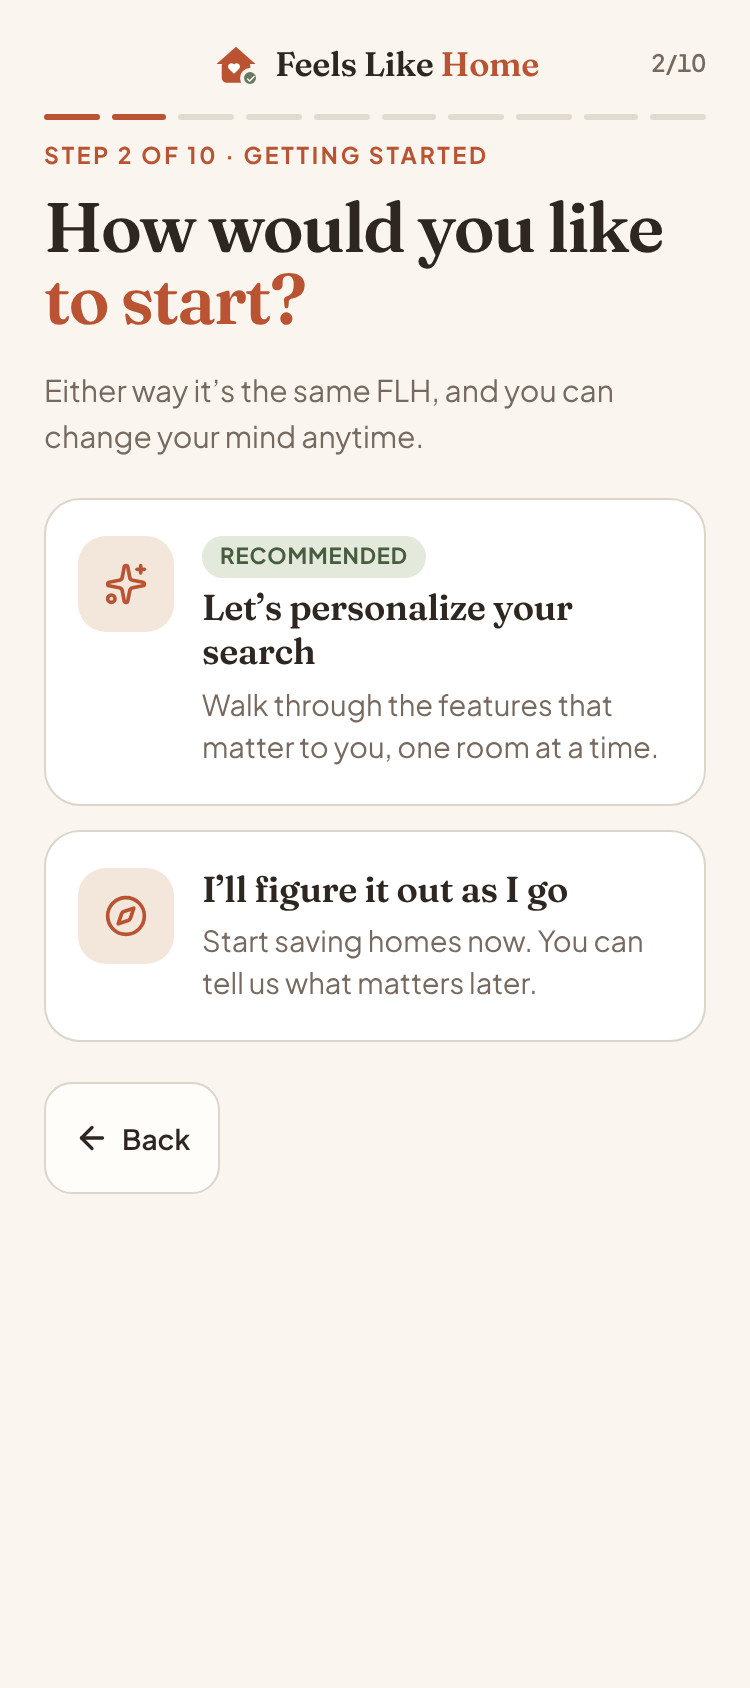 Feels Like Home
2/10
STEP 2 OF 10 · GETTING STARTED
How would you like
to start?
Either way it’s the same FLH, and you can
change your mind anytime.
RECOMMENDED
Let’s personalize your
search
Walk through the features that
matter to you, one room at a time.
I’ll figure it out as I go
Start saving homes now. You can
tell us what matters later.
Back